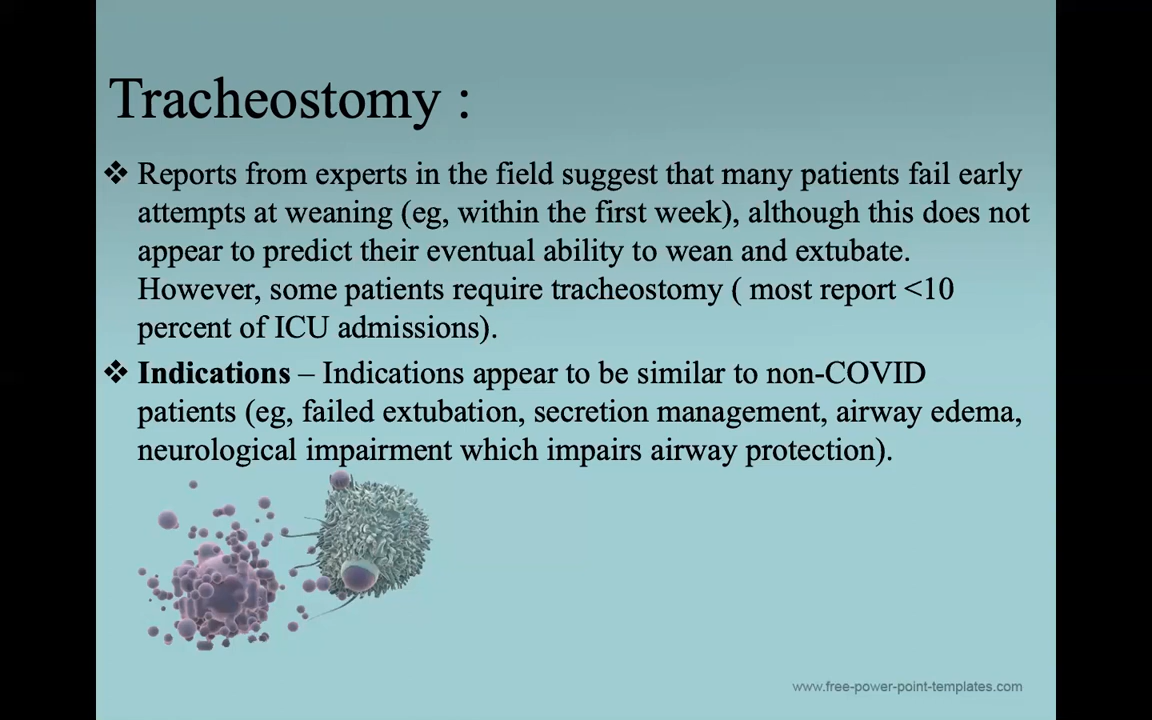 Tracheostomy :
❖ Reports from experts in the field suggest that many patients fail early
attempts at weaning (eg, within the first week), although this does not
appear to predict their eventual ability to wean and extubate.
However, some patients require tracheostomy ( most report <10
percent of ICU admissions).
❖ Indications – Indications appear to be similar to non-COVID
patients (eg, failed extubation, secretion management, airway edema,
neurological impairment which impairs airway protection).
www.free-power-point-templates.com